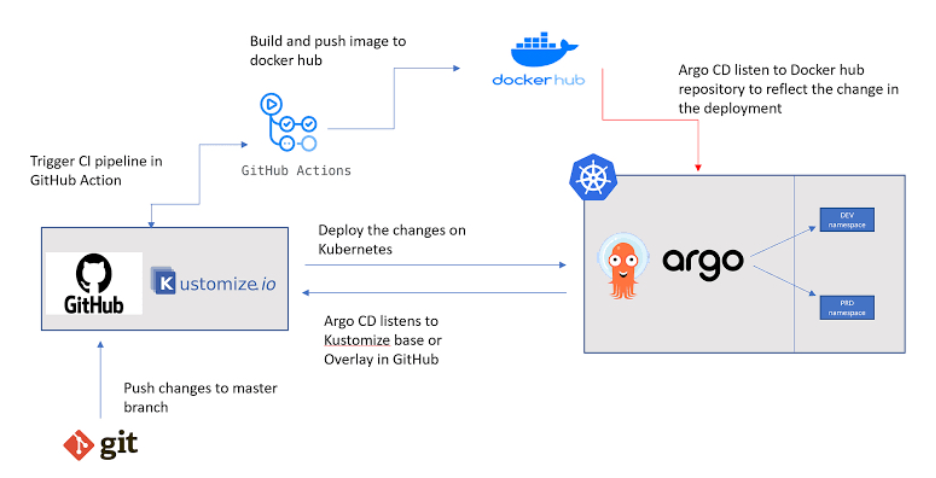 Build and push image to
docker hub
docker hub
Argo CD listen to Docker hub
repository to reflect the change in
the deployment
GitHub Actions
Trigger CI pipeline in
GitHub Action
Deploy the changes on
Kubernetes
GitHub
K ustomize.io
argo
DEV
namespace
PRD
namespace
Argo CD listens to
Kustomize base or
Overlay in GitHub
Push changes to master
branch
git